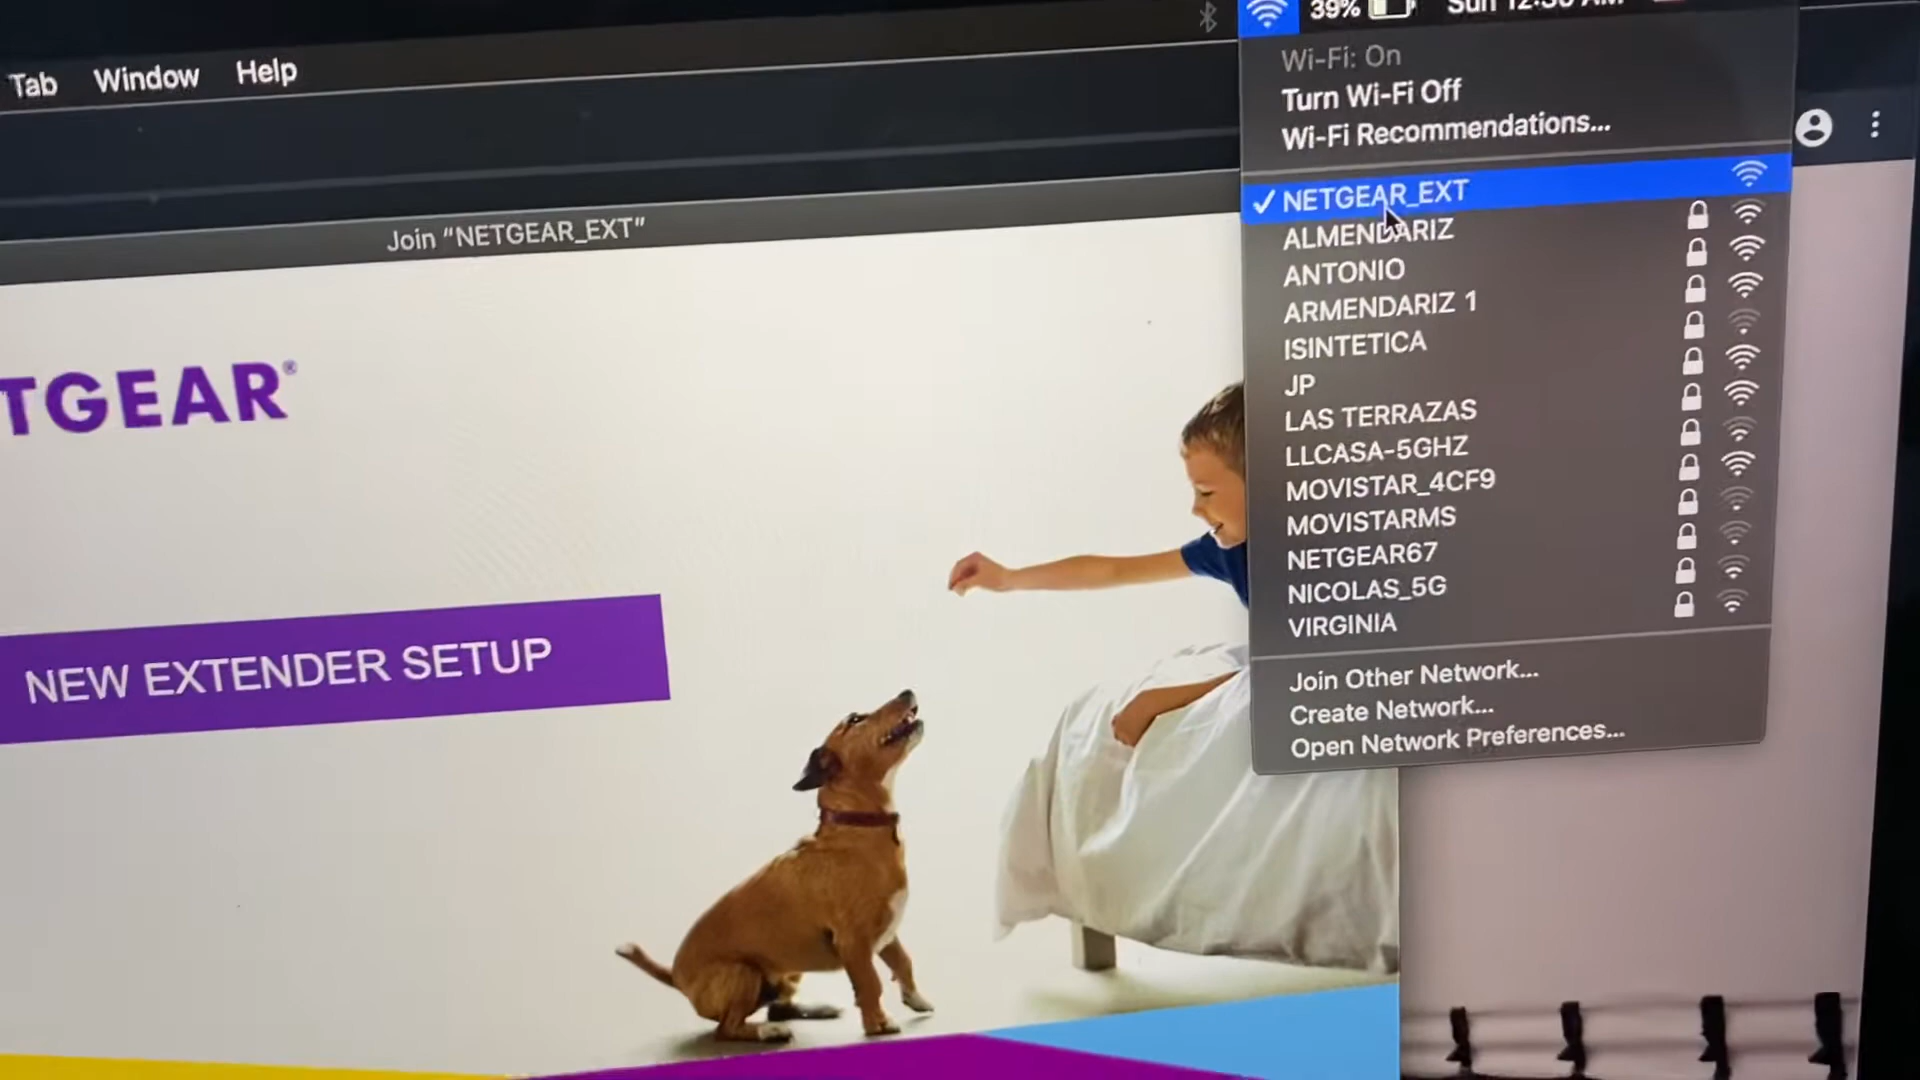 39%
Tab Window Help
Wi-Fi: On
Turn Wi-Fi Off
Wi-Fi Recommendations...
Join “NETGEAR_EXT”
✓ NETGEAR_EXT
ALMENDARIZ
ANTONIO
ARMENDARIZ 1
ISINTETICA
JP
LAS TERRAZAS
LLCASA-5GHZ
MOVISTAR_4CF9
MOVISTARMS
NETGEAR67
NICOLAS_5G
VIRGINIA
Join Other Network...
Create Network...
Open Network Preferences...
TGEAR®
NEW EXTENDER SETUP